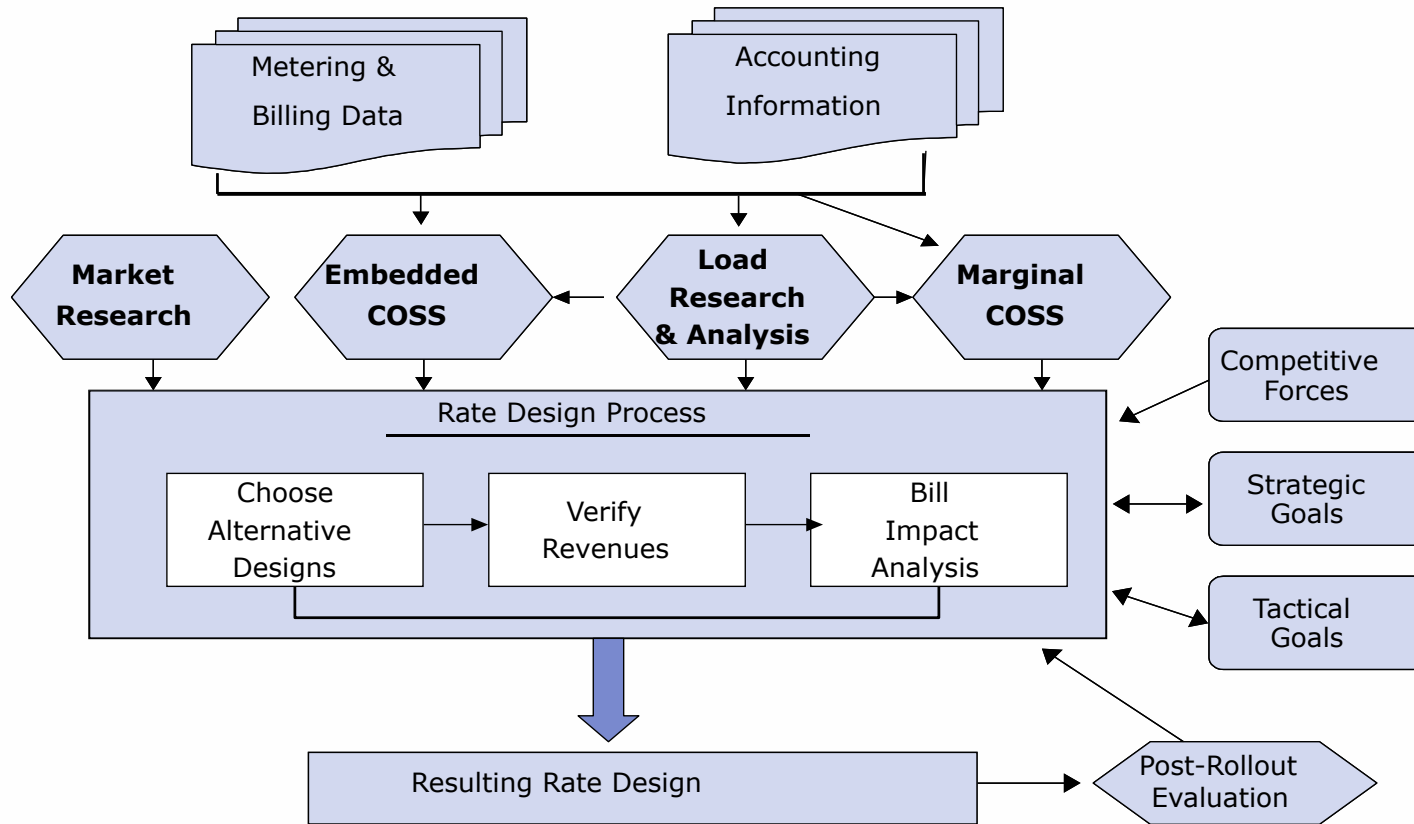 Metering &
Billing Data
Accounting
Information
Market
Research
Embedded
COSS
Load
Research
& Analysis
Marginal
COSS
Competitive
Forces
Rate Design Process
Choose
Alternative
Designs
Verify
Revenues
Bill
Impact
Analysis
Strategic
Goals
Tactical
Goals
Resulting Rate Design
Post-Rollout
Evaluation